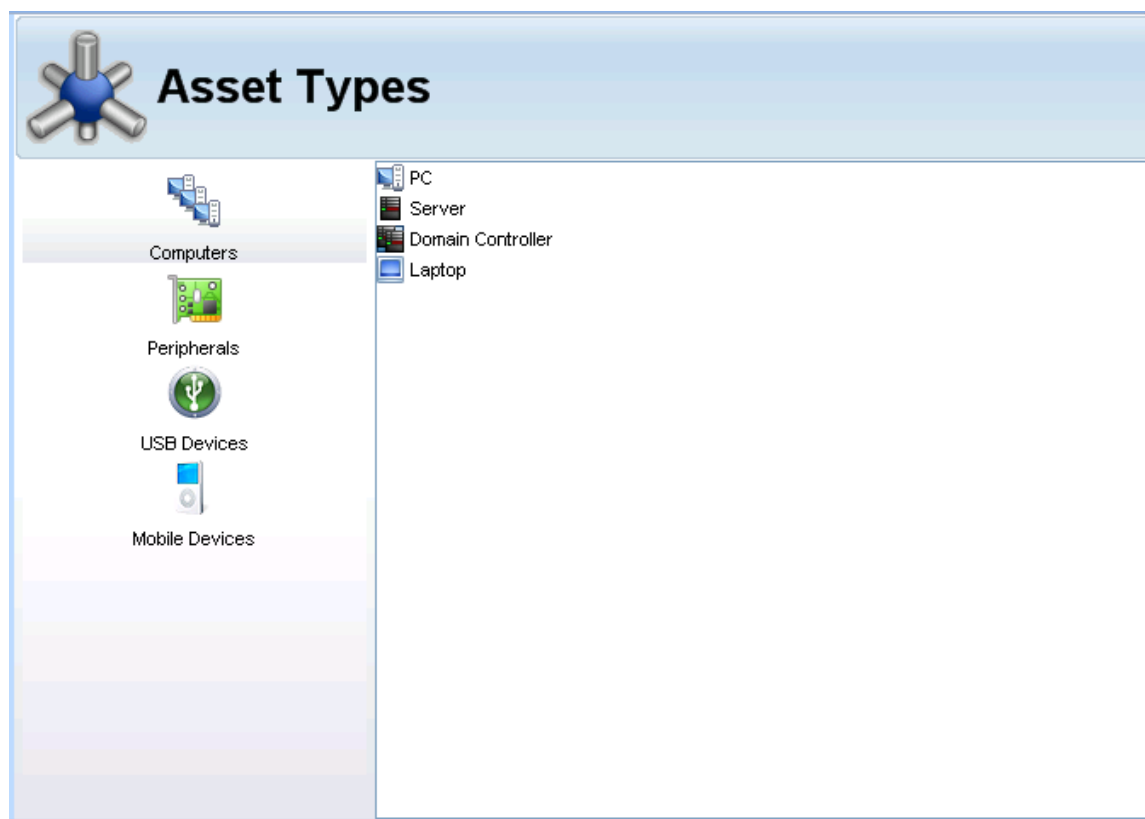 Asset Types
Computers
Peripherals
USB Devices
Mobile Devices
PC
Server
Domain Controller
Laptop